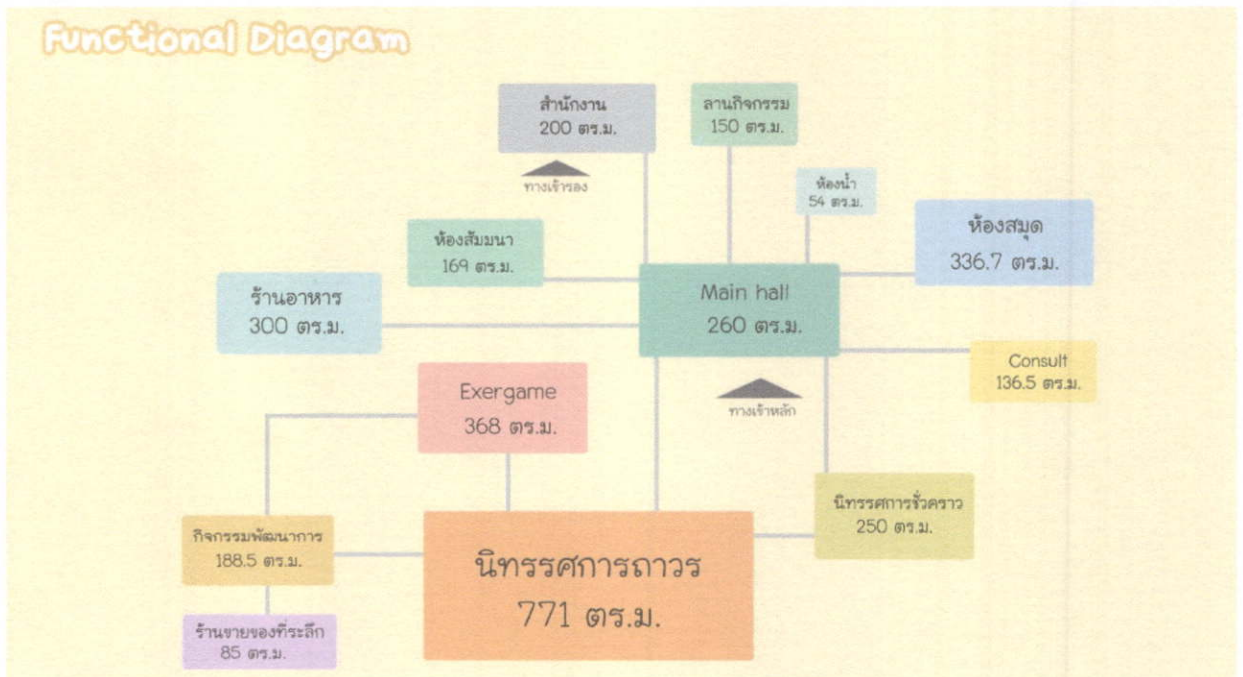 Functional Diagram
สำนักงาน
200 ตร.ม.
ลานกิจกรรม
150 ตร.ม.
ทางเข้ารอง
ห้องน้ำ
54 ตร.ม.
ห้องสัมมนา
169 ตร.ม.
ห้องสมุด
336.7 ตร.ม.
ร้านอาหาร
300 ตร.ม.
Main hall
260 ตร.ม.
Consult
136.5 ตร.ม.
Exergame
368 ตร.ม.
ทางเข้าหลัก
นิทรรศการชั่วคราว
250 ตร.ม.
กิจกรรมพัฒนาการ
188.5 ตร.ม.
นิทรรศการถาวร
771 ตร.ม.
ร้านขายของที่ระลึก
85 ตร.ม.